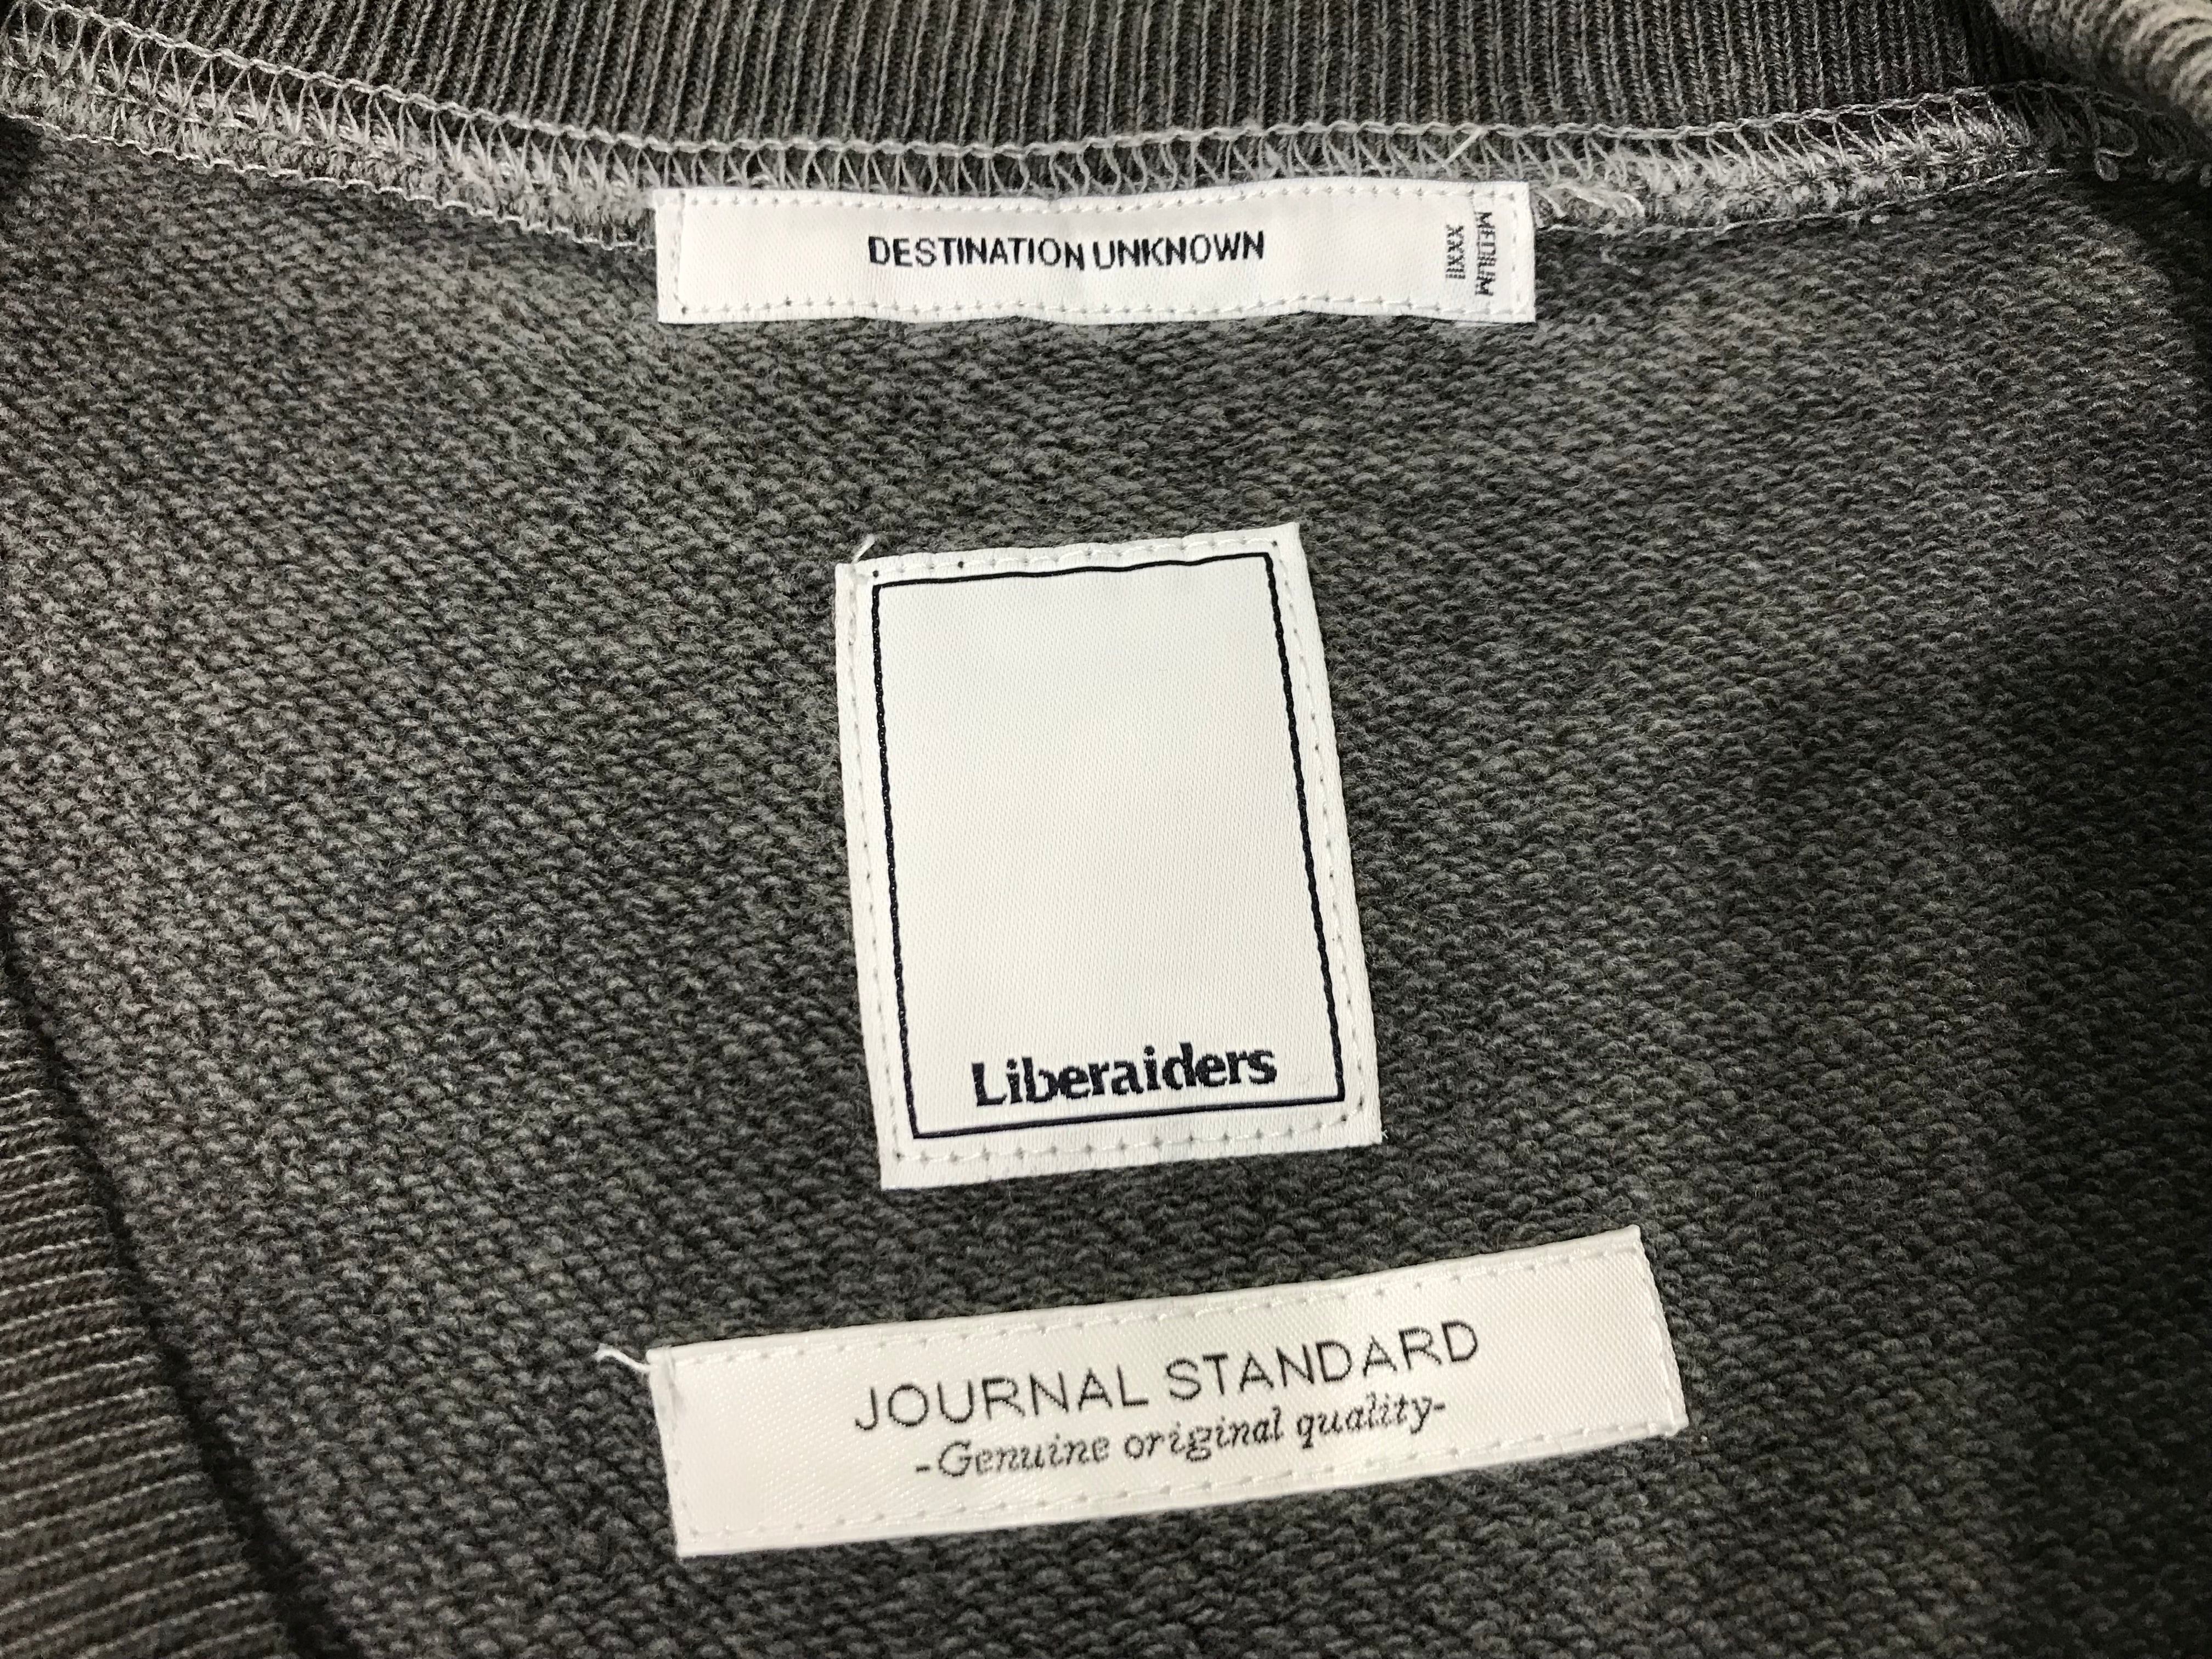 DESTINATION UNKNOWN
MEDIUM
XXXII
Liberaiders
JOURNAL STANDARD
-Genuine original quality-